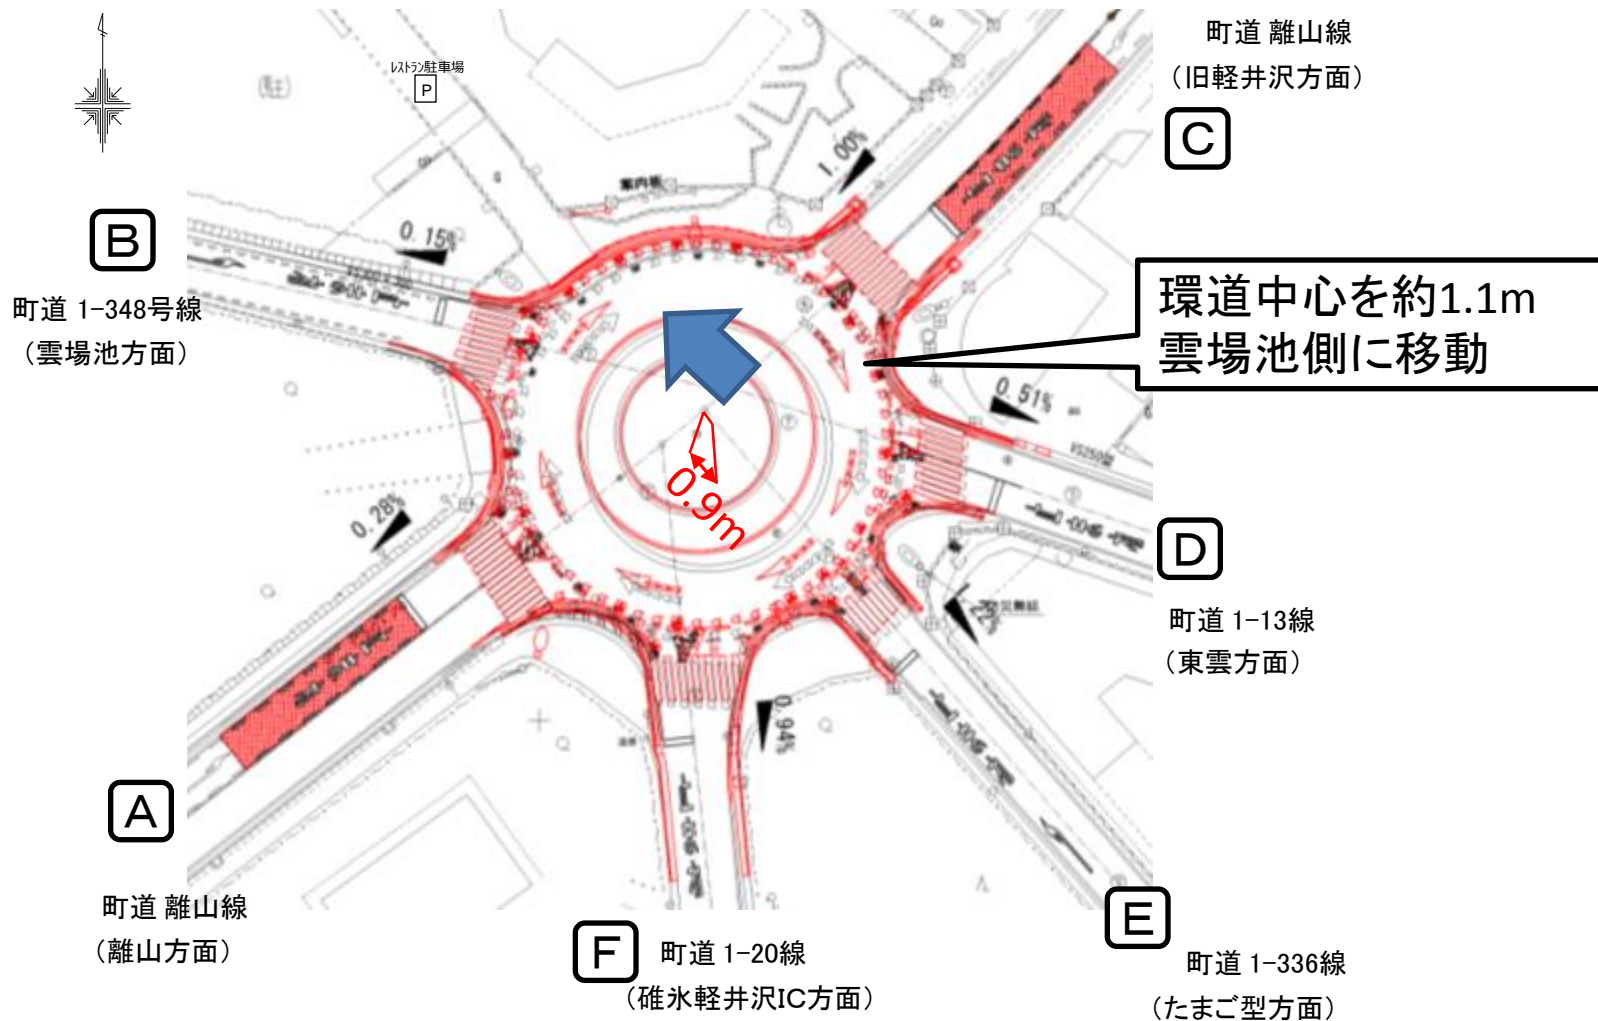 町道 離山線
（旧軽井沢方面）
C
ﾚｽﾄﾗﾝ駐車場
P
(駐)
案内板
1.00%
B
0.15%
町道 1-348号線
（雲場池方面）
環道中心を約1.1m
雲場池側に移動
0.51%
VS250
0.9m
0.28%
D
町道 1-13線
（東雲方面）
0.94%
A
町道 離山線
（離山方面）
F
町道 1-20線
（碓氷軽井沢IC方面）
E
町道 1-336線
（たまご型方面）